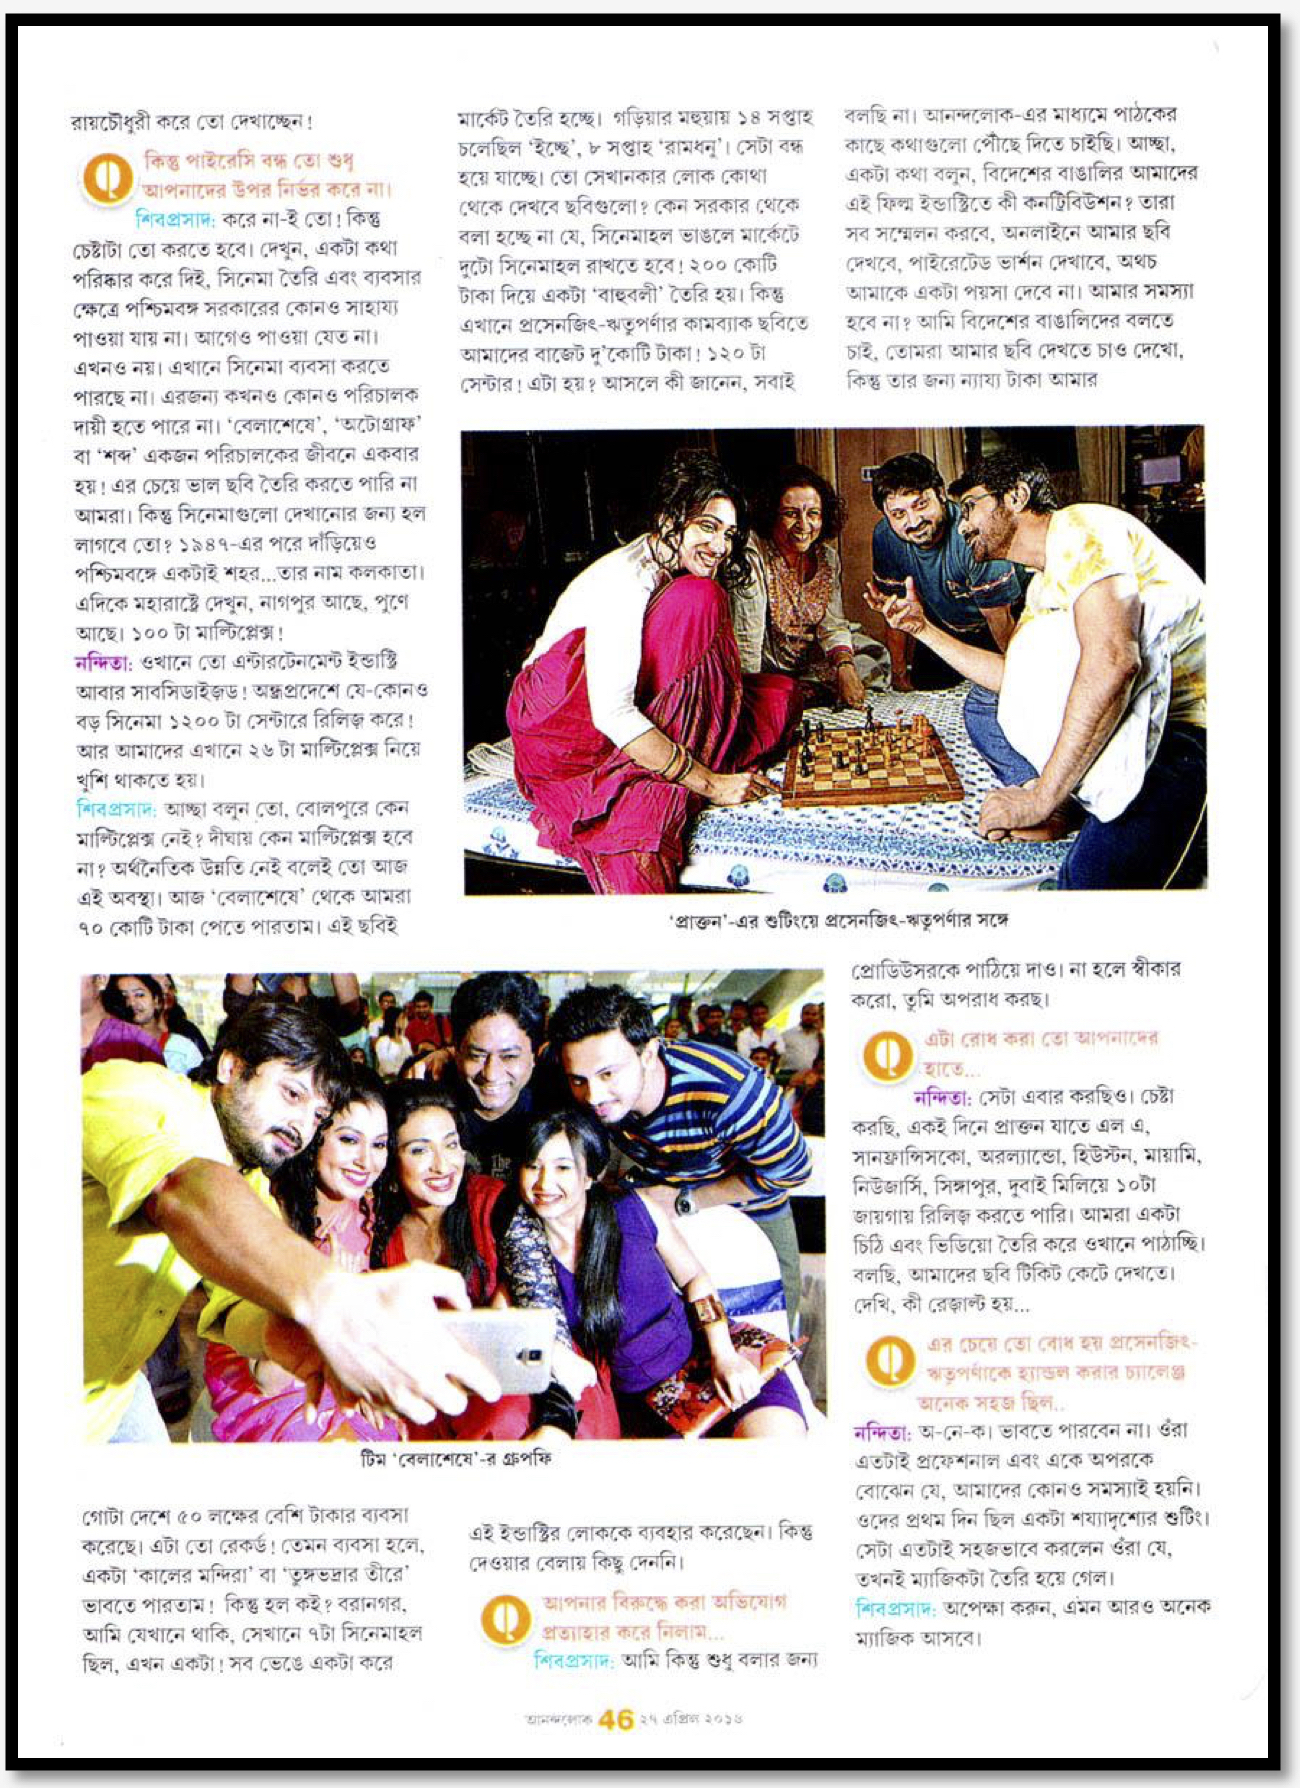 রায়চৌধুরী করে তো দেখাচ্ছেন!
কিন্তু পাইরেসি বন্ধ তো শুধু
আপনাদের উপর নির্ভর করে না।
শিবপ্রসাদ: করে না-ই তো! কিন্তু
চেষ্টাটা তো করতে হবে। দেখুন, একটা কথা
পরিষ্কার করে দিই, সিনেমা তৈরি এবং ব্যবসার
ক্ষেত্রে পশ্চিমবঙ্গ সরকারের কোনও সাহায্য
পাওয়া যায় না। আগেও পাওয়া যেত না।
এখনও নয়। এখানে সিনেমা ব্যবসা করতে
পারছে না। এরজন্য কখনও কোনও পরিচালক
দায়ী হতে পারে না। ‘বেলাশেষে’, ‘অটোগ্রাফ’
বা ‘শব্দ’ একজন পরিচালকের জীবনে একবার
হয়! এর চেয়ে ভাল ছবি তৈরি করতে পারি না
আমরা। কিন্তু সিনেমাগুলো দেখানোর জন্য হল
লাগবে তো? ১৯৪৭-এর পরে দাঁড়িয়েও
পশ্চিমবঙ্গে একটাই শহর...তার নাম কলকাতা।
এদিকে মহারাষ্ট্রে দেখুন, নাগপুর আছে, পুণে
আছে। ১০০ টা মাল্টিপ্লেক্স!
নন্দিতা: ওখানে তো এন্টারটেনমেন্ট ইন্ডাস্ট্রি
আবার সাবসিডাইজ়ড! অন্ধ্রপ্রদেশে যে-কোনও
বড় সিনেমা ১২০০ টা সেন্টারে রিলিজ় করে!
আর আমাদের এখানে ২৬ টা মাল্টিপ্লেক্স নিয়ে
খুশি থাকতে হয়।
শিবপ্রসাদ: আচ্ছা বলুন তো, বোলপুরে কেন
মাল্টিপ্লেক্স নেই? দীঘায় কেন মাল্টিপ্লেক্স হবে
না? অর্থনৈতিক উন্নতি নেই বলেই তো আজ
এই অবস্থা। আজ ‘বেলাশেষে’ থেকে আমরা
৭০ কোটি টাকা পেতে পারতাম। এই ছবিই
গোটা দেশে ৫০ লক্ষের বেশি টাকার ব্যবসা
করেছে। এটা তো রেকর্ড! তেমন ব্যবসা হলে,
একটা ‘কালের মন্দিরা’ বা ‘তুঙ্গভদ্রার তীরে’
ভাবতে পারতাম! কিন্তু হল কই? বরানগর,
আমি যেখানে থাকি, সেখানে ৭টা সিনেমাহল
ছিল, এখন একটা! সব ভেঙে একটা করে
মার্কেট তৈরি হচ্ছে। গড়িয়ার মহুয়ায় ১৪ সপ্তাহ
চলেছিল ‘ইচ্ছে’, ৮ সপ্তাহ ‘রামধনু’। সেটা বন্ধ
হয়ে যাচ্ছে। তো সেখানকার লোক কোথা
থেকে দেখবে ছবিগুলো? কেন সরকার থেকে
বলা হচ্ছে না যে, সিনেমাহল ভাঙলে মার্কেটে
দুটো সিনেমাহল রাখতে হবে! ২০০ কোটি
টাকা দিয়ে একটা ‘বাহুবলী’ তৈরি হয়। কিন্তু
এখানে প্রসেনজিৎ-ঋতুপর্ণার কামব্যাক ছবিতে
আমাদের বাজেট দু’কোটি টাকা! ১২০ টা
সেন্টার! এটা হয়? আসলে কী জানেন, সবাই
এই ইন্ডাস্ট্রির লোককে ব্যবহার করেছেন। কিন্তু
দেওয়ার বেলায় কিছু দেননি।
আপনার বিরুদ্ধে করা অভিযোগ
প্রত্যাহার করে নিলাম...
শিবপ্রসাদ: আমি কিন্তু শুধু বলার জন্য
বলছি না। আনন্দলোক-এর মাধ্যমে পাঠকের
কাছে কথাগুলো পৌঁছে দিতে চাইছি। আচ্ছা,
একটা কথা বলুন, বিদেশের বাঙালির আমাদের
এই ফিল্ম ইন্ডাস্ট্রিতে কী কনট্রিবিউশন? তারা
সব সম্মেলন করবে, অনলাইনে আমার ছবি
দেখবে, পাইরেটেড ভার্শন দেখাবে, অথচ
আমাকে একটা পয়সা দেবে না। আমার সমস্যা
হবে না? আমি বিদেশের বাঙালিদের বলতে
চাই, তোমরা আমার ছবি দেখতে চাও দেখো,
কিন্তু তার জন্য ন্যায্য টাকা আমার
‘প্রাক্তন’-এর শুটিংয়ে প্রসেনজিৎ-ঋতুপর্ণার সঙ্গে
টিম ‘বেলাশেষে’-র গ্রুপফি
প্রোডিউসরকে পাঠিয়ে দাও। না হলে স্বীকার
করো, তুমি অপরাধ করছ।
এটা রোধ করা তো আপনাদের
হাতে...
নন্দিতা: সেটা এবার করছিও। চেষ্টা
করছি, একই দিনে প্রাক্তন যাতে এল এ,
সানফ্রান্সিসকো, অরল্যান্ডো, হিউস্টন, মায়ামি,
নিউজার্সি, সিঙ্গাপুর, দুবাই মিলিয়ে ১০টা
জায়গায় রিলিজ় করতে পারি। আমরা একটা
চিঠি এবং ভিডিয়ো তৈরি করে ওখানে পাঠাচ্ছি।
বলছি, আমাদের ছবি টিকিট কেটে দেখতে।
দেখি, কী রেজ়াল্ট হয়...
এর চেয়ে তো বোধ হয় প্রসেনজিৎ-
ঋতুপর্ণাকে হ্যান্ডল করার চ্যালেঞ্জ
অনেক সহজ ছিল..
নন্দিতা: অ-নে-ক। ভাবতে পারবেন না। ওঁরা
এতটাই প্রফেশনাল এবং একে অপরকে
বোঝেন যে, আমাদের কোনও সমস্যাই হয়নি।
ওদের প্রথম দিন ছিল একটা শয্যাদৃশ্যের শুটিং।
সেটা এতটাই সহজভাবে করলেন ওঁরা যে,
তখনই ম্যাজিকটা তৈরি হয়ে গেল।
শিবপ্রসাদ: অপেক্ষা করুন, এমন আরও অনেক
ম্যাজিক আসবে।
আনন্দলোক 46 ২৭ এপ্রিল ২০১৬